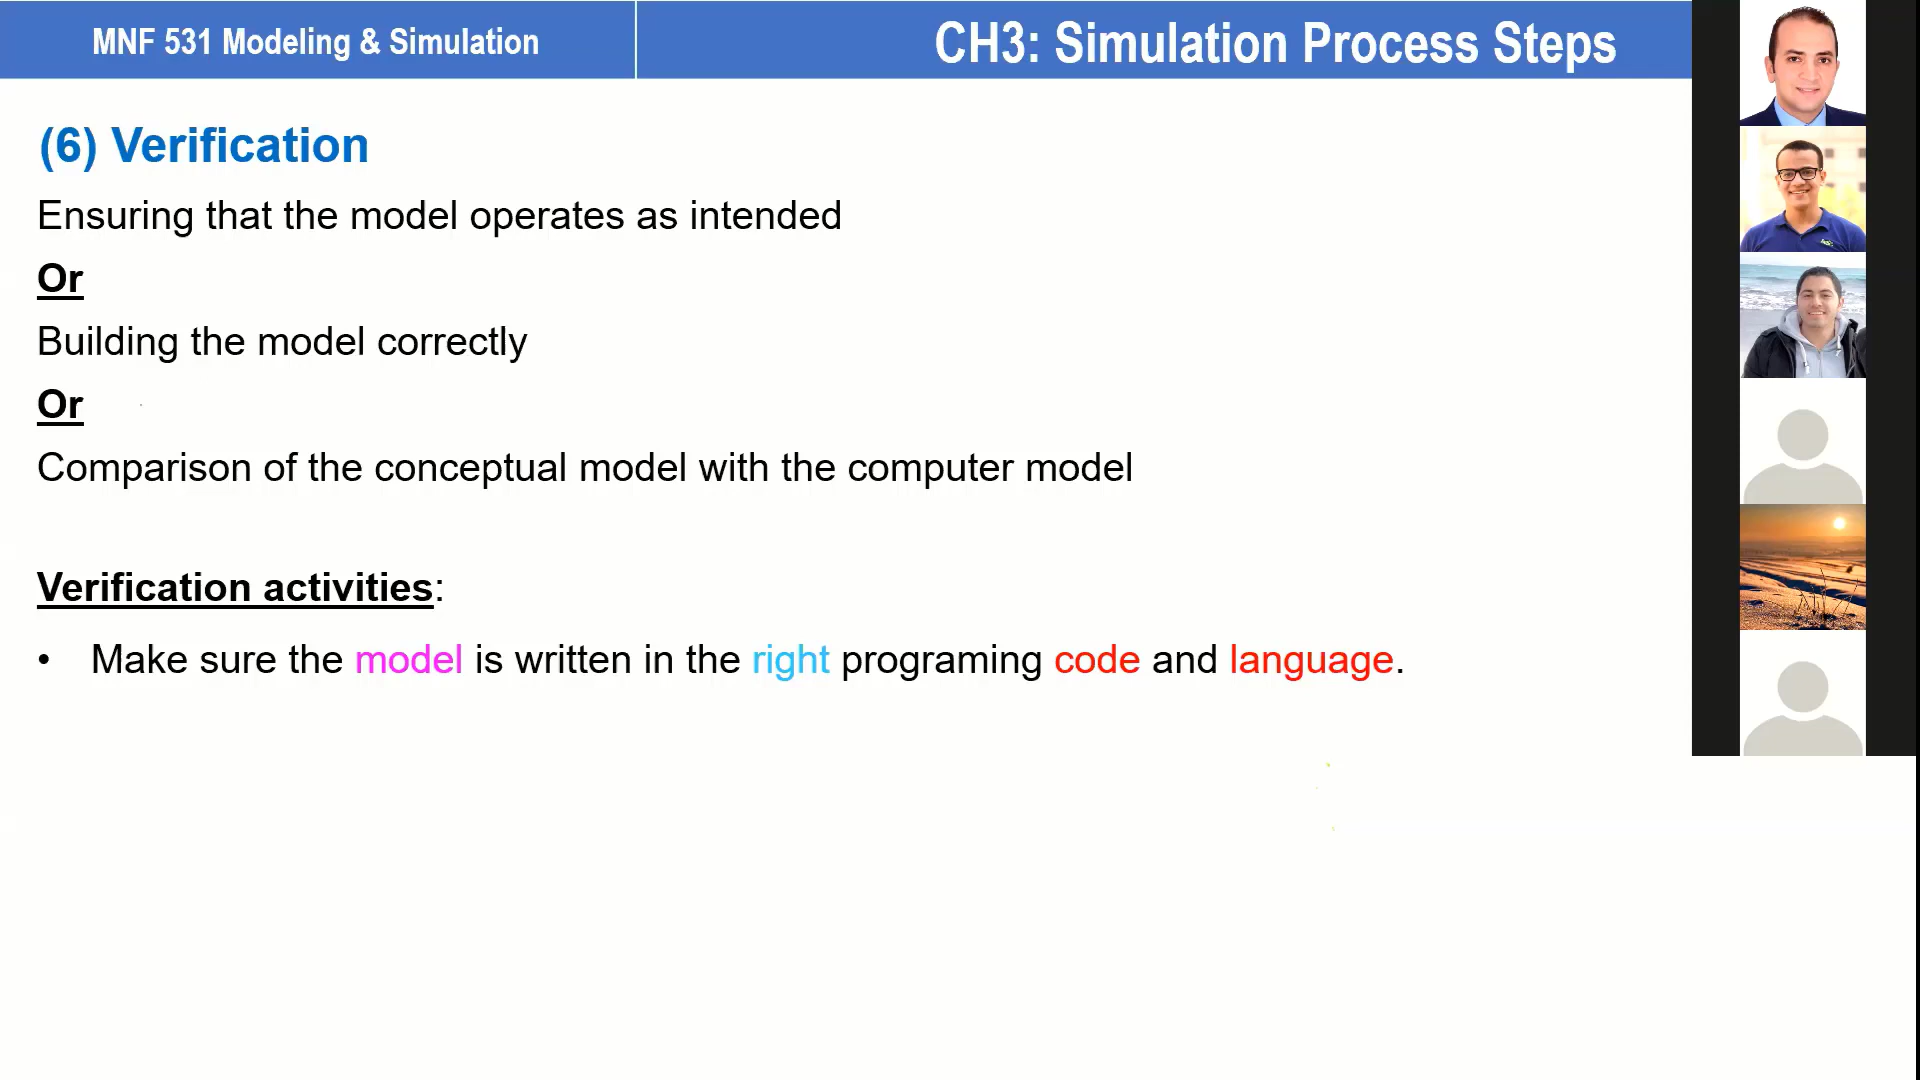 MNF 531 Modeling & Simulation
CH3: Simulation Process Steps
(6) Verification
Ensuring that the model operates as intended
Or
Building the model correctly
Or
Comparison of the conceptual model with the computer model
Verification activities:
• Make sure the model is written in the right programing code and language.